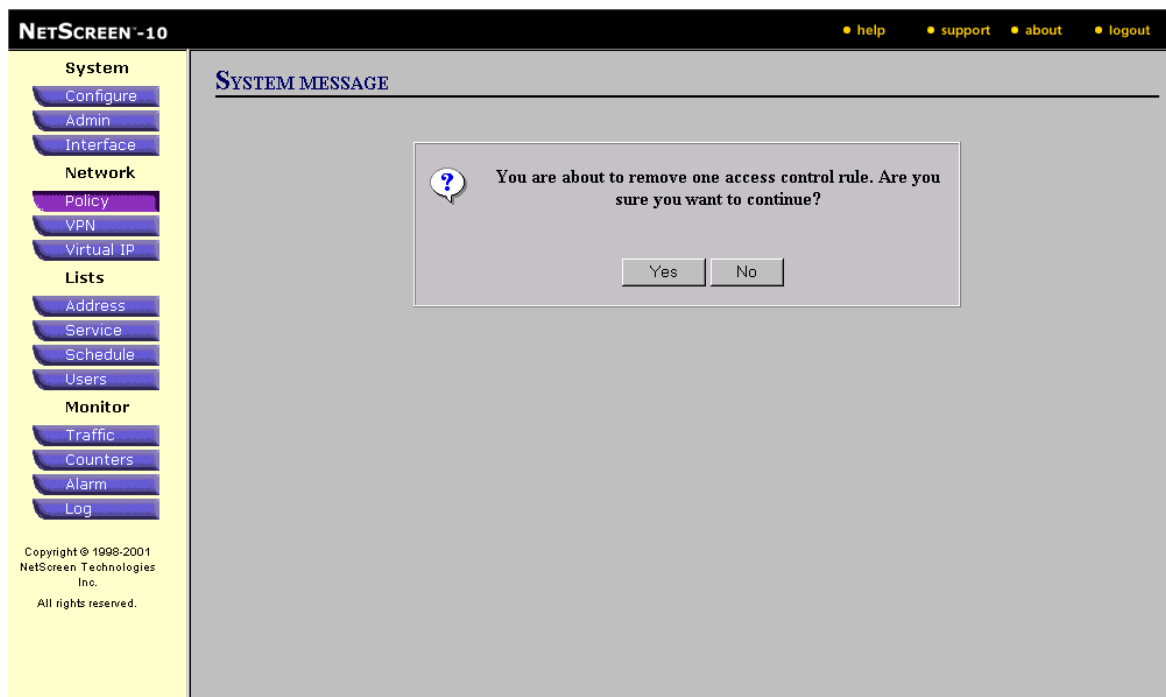 NETSCREEN™-10
help
support
about
logout
System
Configure
Admin
Interface
Network
Policy
VPN
Virtual IP
Lists
Address
Service
Schedule
Users
Monitor
Traffic
Counters
Alarm
Log
Copyright © 1998-2001
NetScreen Technologies
Inc.
All rights reserved.
SYSTEM MESSAGE
?
You are about to remove one access control rule. Are you
sure you want to continue?
Yes
No